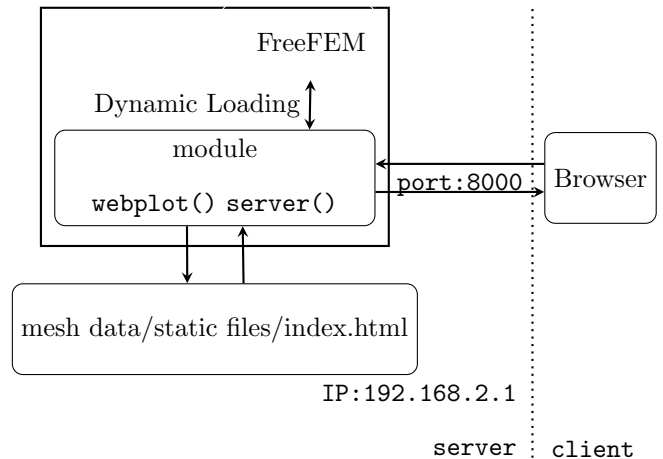 FreeFEM
Dynamic Loading
module
port:8000
Browser
webplot() server()
mesh data/static files/index.html
IP:192.168.2.1
server client